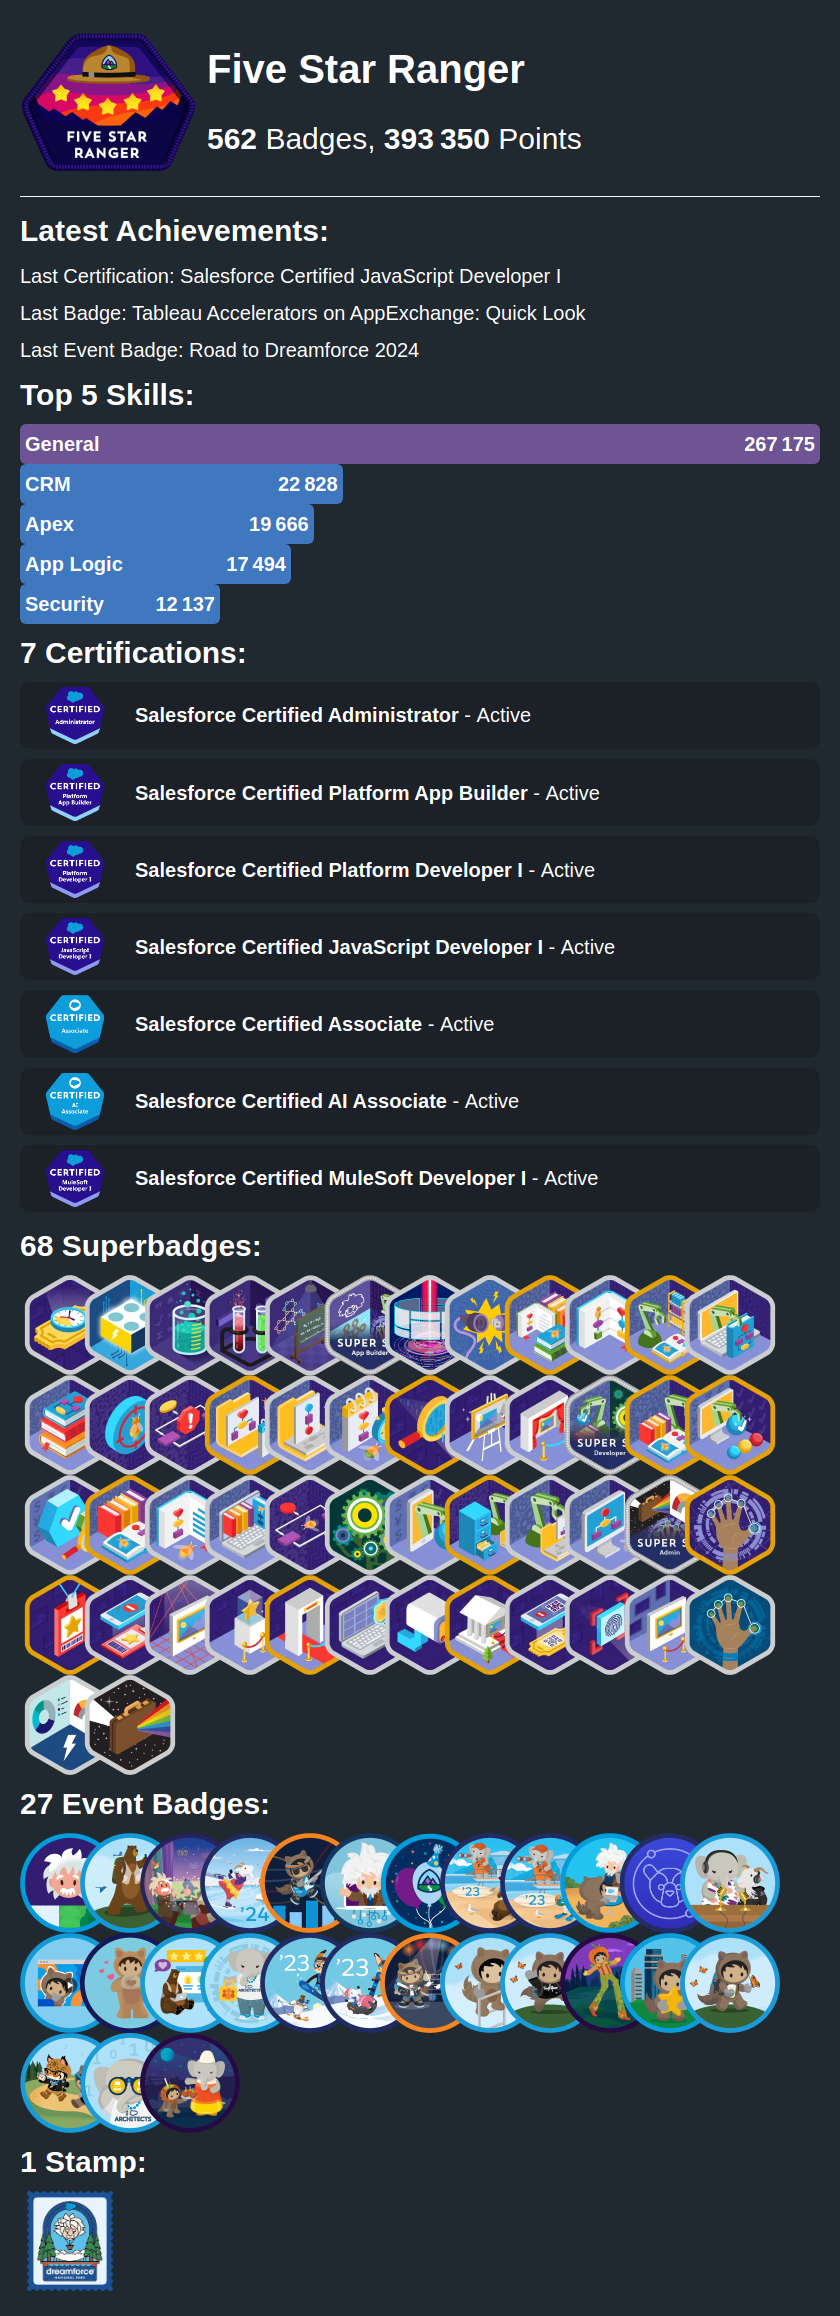 FIVE STAR
RANGER
Five Star Ranger
562 Badges, 393 350 Points
Latest Achievements:
Last Certification: Salesforce Certified JavaScript Developer I
Last Badge: Tableau Accelerators on AppExchange: Quick Look
Last Event Badge: Road to Dreamforce 2024
Top 5 Skills:
General 267 175
CRM 22 828
Apex 19 666
App Logic 17 494
Security 12 137
7 Certifications:
CERTIFIED
Administrator
Salesforce Certified Administrator - Active
CERTIFIED
Platform
App Builder
Salesforce Certified Platform App Builder - Active
CERTIFIED
Platform
Developer I
Salesforce Certified Platform Developer I - Active
CERTIFIED
JavaScript
Developer I
Salesforce Certified JavaScript Developer I - Active
CERTIFIED
Associate
Salesforce Certified Associate - Active
CERTIFIED
AI
Associate
Salesforce Certified AI Associate - Active
CERTIFIED
MuleSoft
Developer I
Salesforce Certified MuleSoft Developer I - Active
68 Superbadges:
SUPER S
App Builder
SUPER S
Developer
SUPER S
Admin
27 Event Badges:
'24
'23
'23
'23
'23
ARCHITECTS
1 Stamp:
dreamforce
NATIONAL PARK